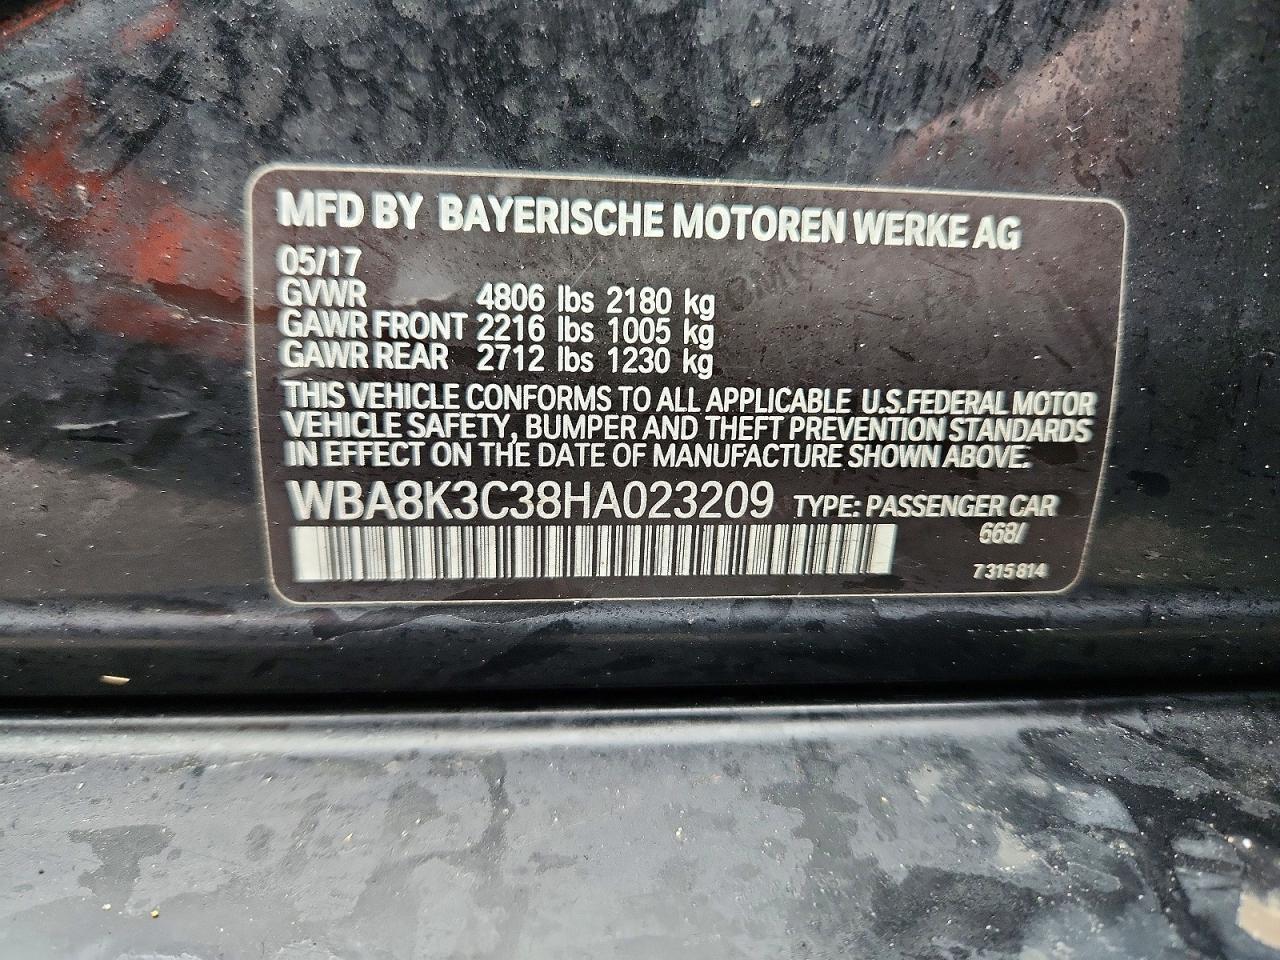 MFD BY BAYERISCHE MOTOREN WERKE AG
05/17
GVWR 4806 lbs 2180 kg
GAWR FRONT 2216 lbs 1005 kg
GAWR REAR 2712 lbs 1230 kg
THIS VEHICLE CONFORMS TO ALL APPLICABLE U.S.FEDERAL MOTOR
VEHICLE SAFETY, BUMPER AND THEFT PREVENTION STANDARDS
IN EFFECT ON THE DATE OF MANUFACTURE SHOWN ABOVE.
WBA8K3C38HA023209 TYPE: PASSENGER CAR
668/
7 315 814